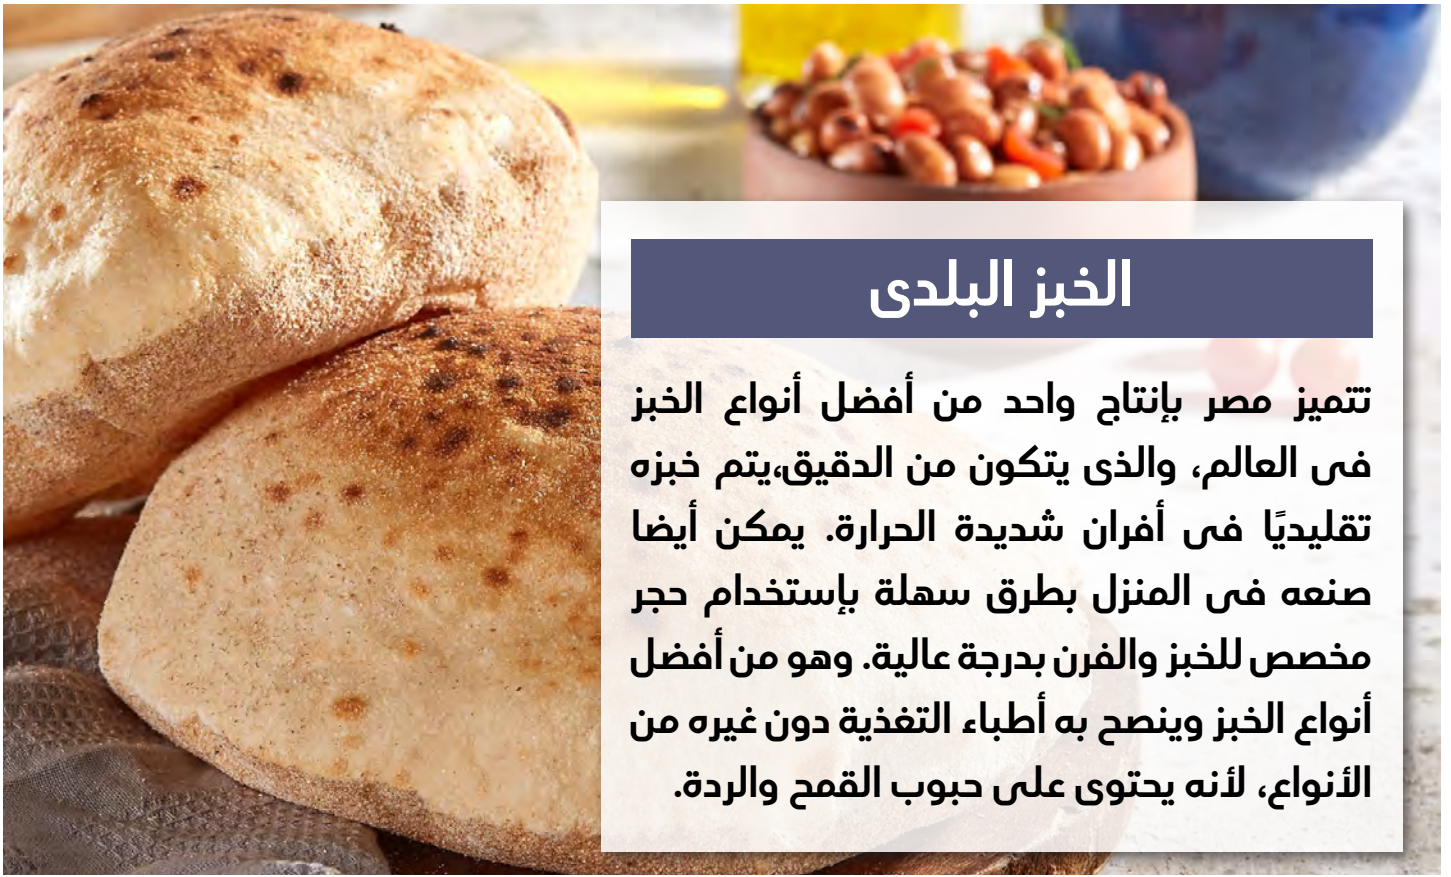 الخبز البلدى
تتميز مصر بإنتاج واحد من أفضل أنواع الخبز
فى العالم، والذى يتكون من الدقيق،يتم خبزه
تقليديًا فى أفران شديدة الحرارة. يمكن أيضا
صنعه فى المنزل بطرق سهلة بإستخدام حجر
مخصص للخبز والفرن بدرجة عالية. وهو من أفضل
أنواع الخبز وينصح به أطباء التغذية دون غيره من
الأنواع، لأنه يحتوى على حبوب القمح والردة.